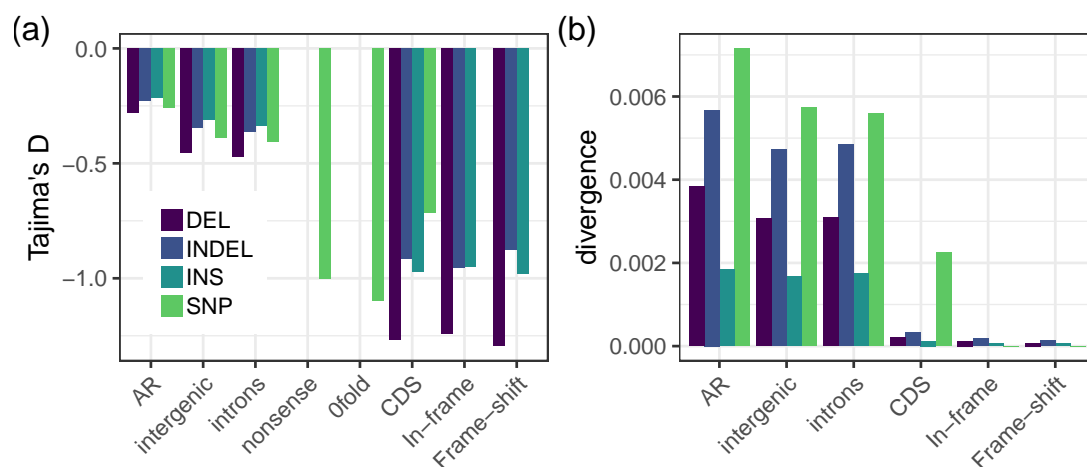 (a)
Tajima's D
0.0
−0.5
−1.0
DEL
INDEL
INS
SNP
AR
intergenic
introns
nonsense
0fold
CDS
In−frame
Frame−shift
(b)
divergence
0.006
0.004
0.002
0.000
AR
intergenic
introns
CDS
In−frame
Frame−shift